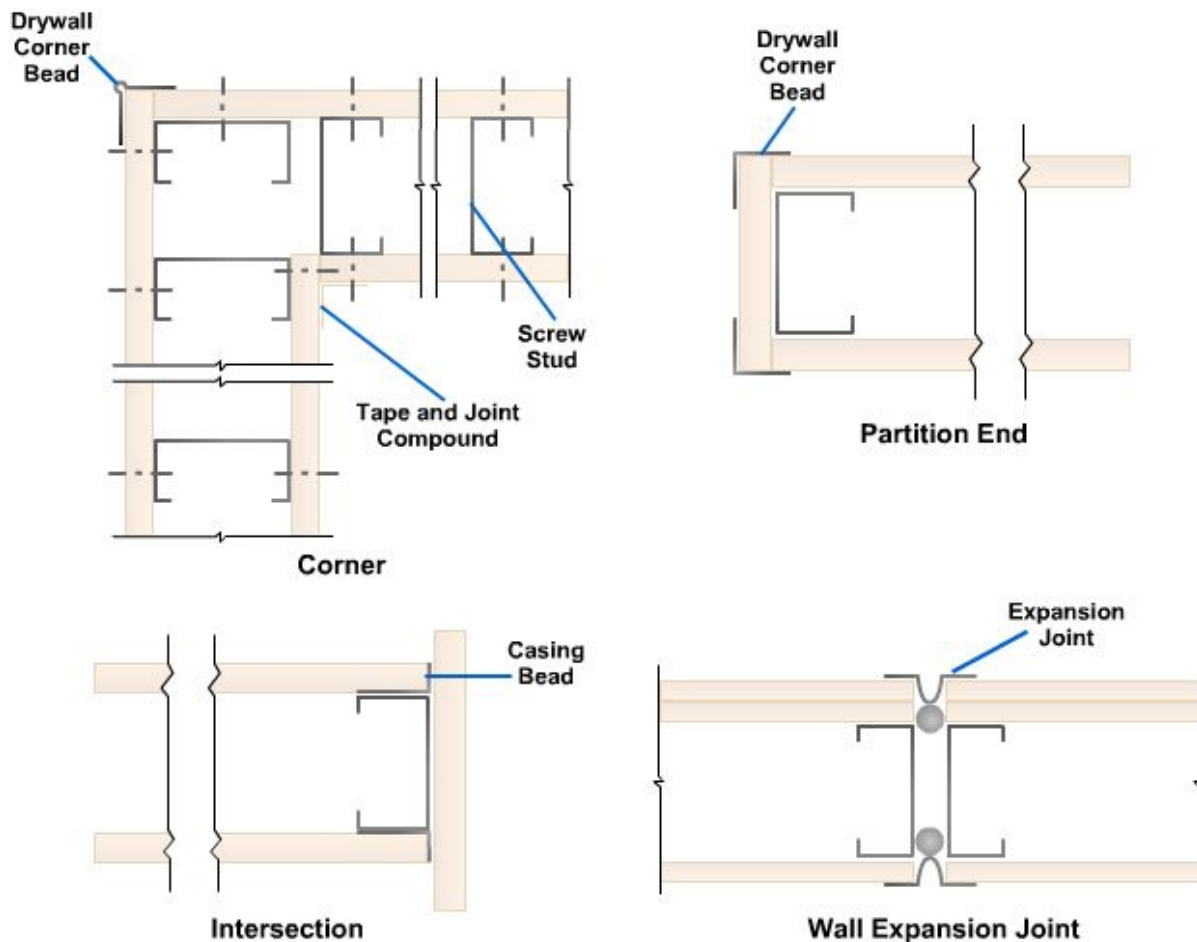 Drywall
Corner
Bead
Screw
Stud
Tape and Joint
Compound
Corner
Drywall
Corner
Bead
Partition End
Casing
Bead
Intersection
Expansion
Joint
Wall Expansion Joint